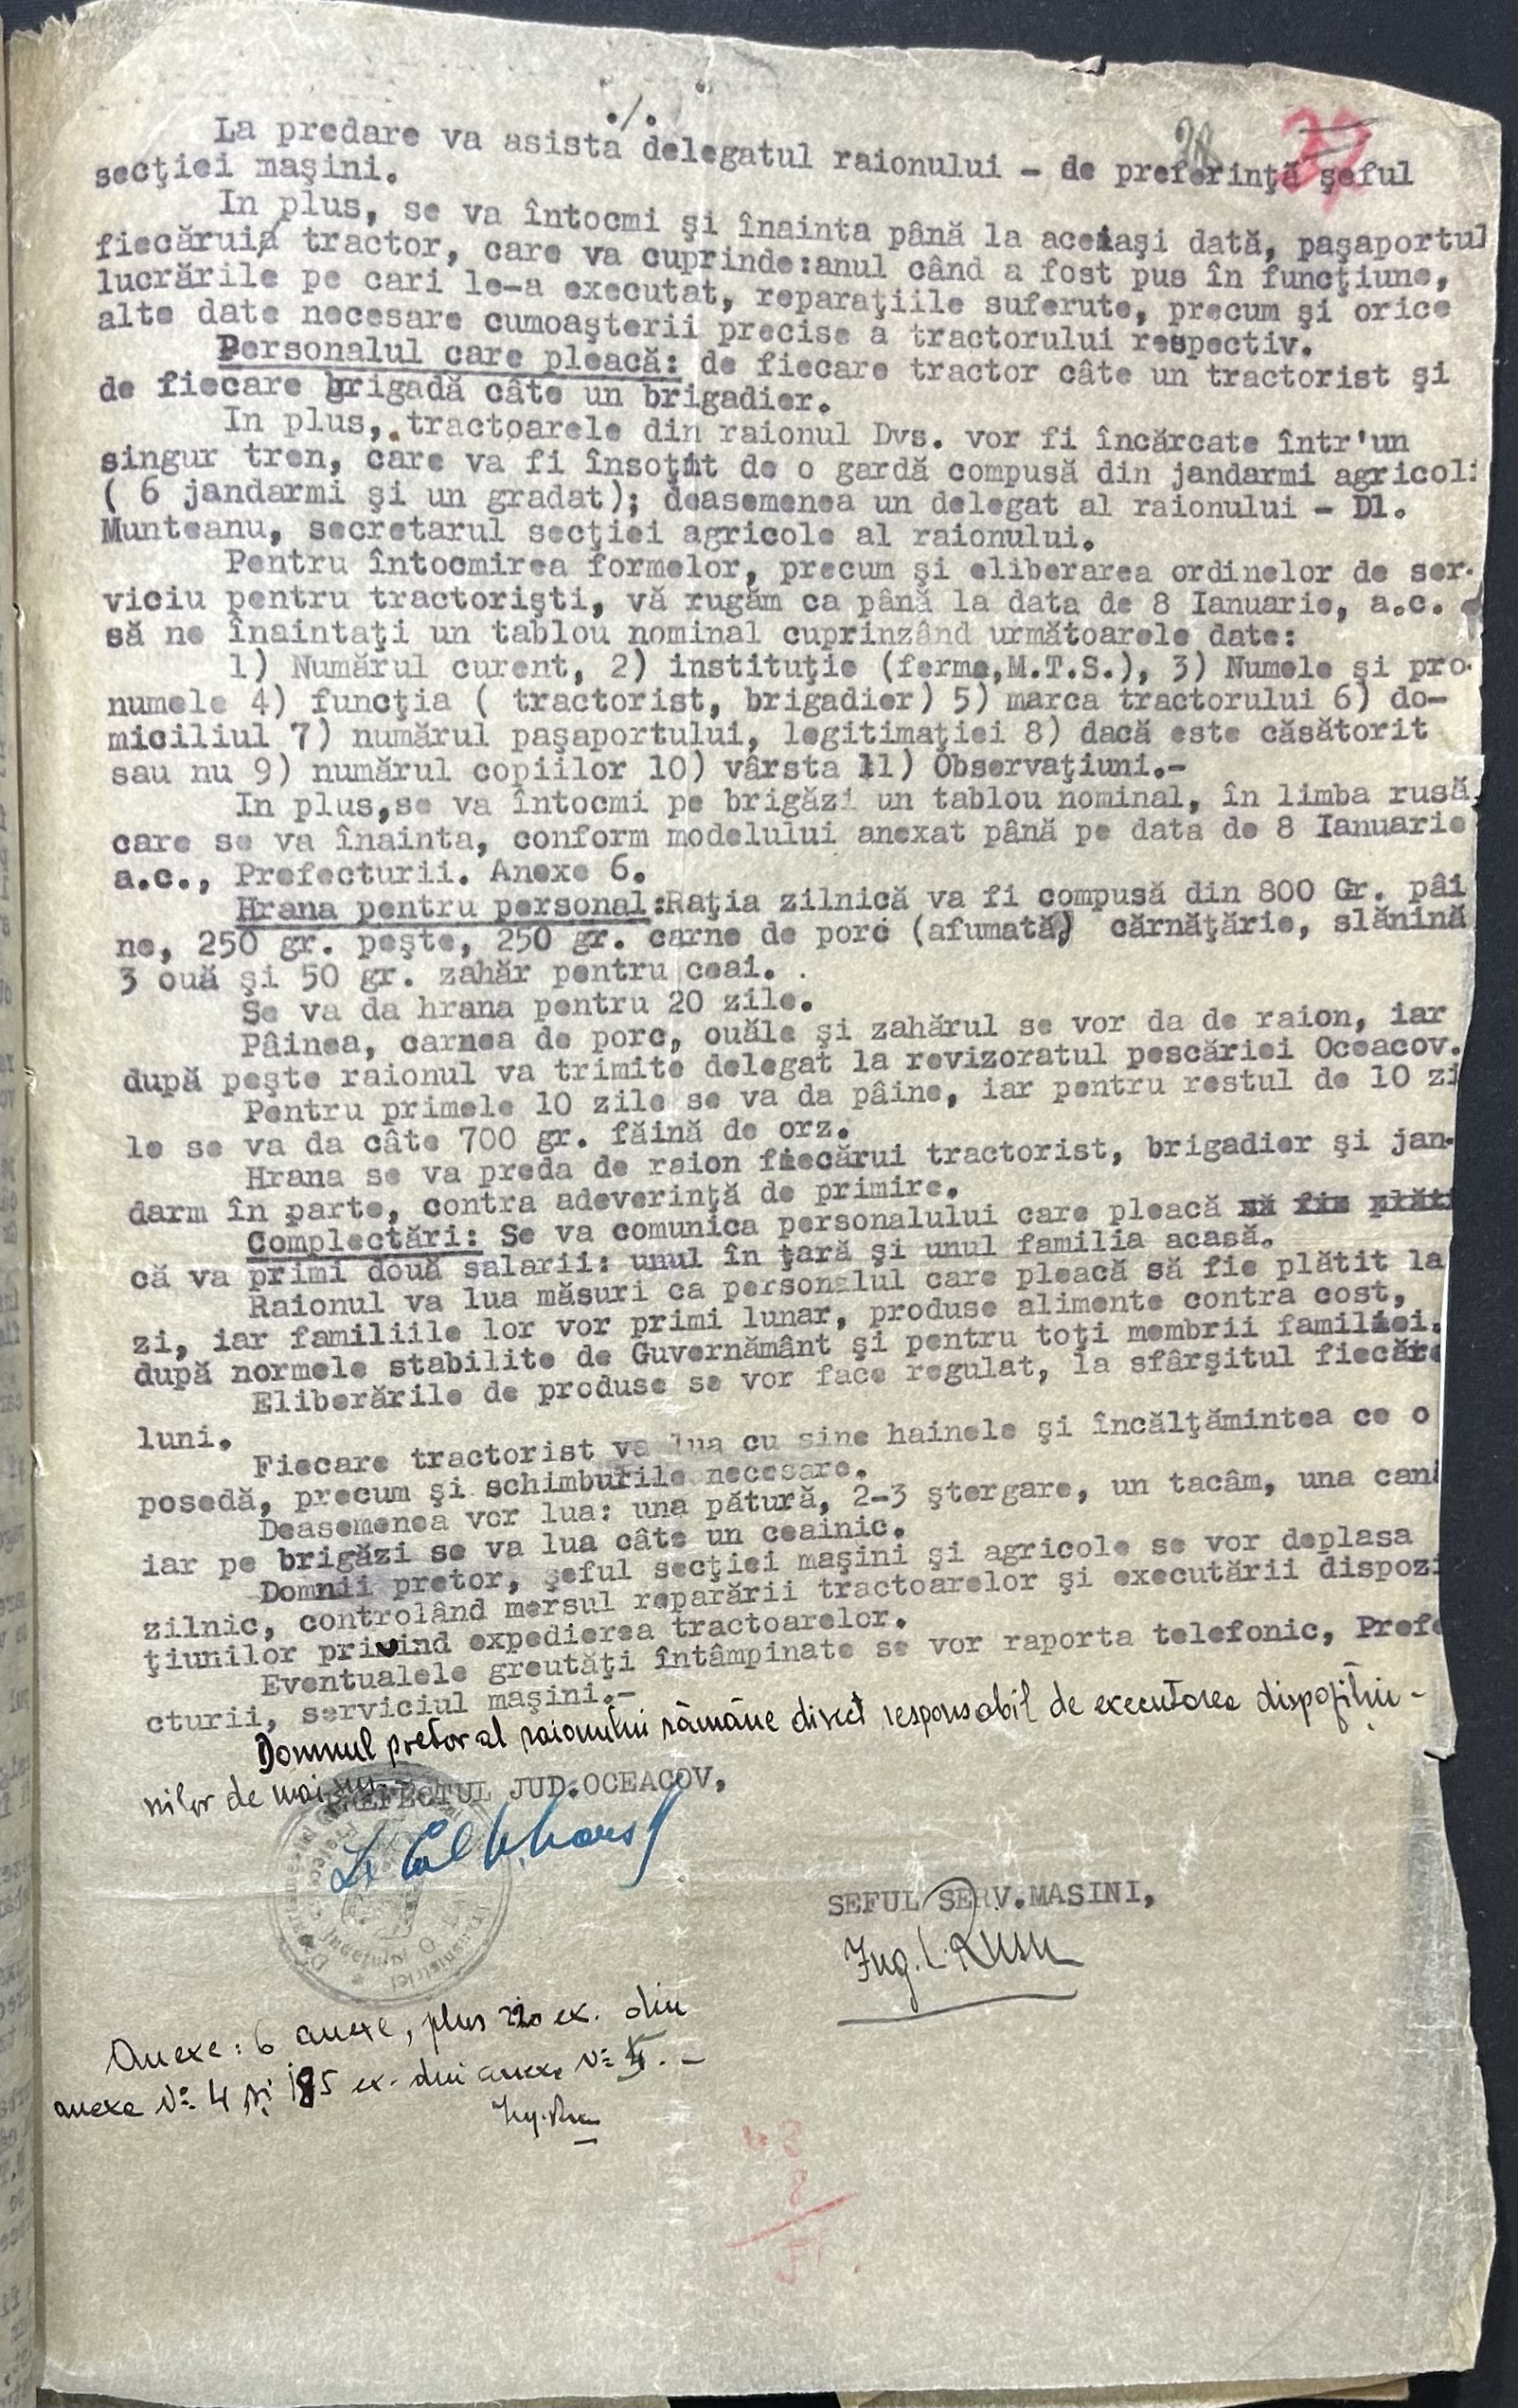 ./.
28 27
La predare va asista delegatul raionului - de preferinţă şeful
secţiei maşini.
In plus, se va întocmi şi înainta până la aceiaşi dată, paşaportul
fiecărui tractor, care va cuprinde:anul când a fost pus în funcţiune,
lucrările pe cari le-a executat, reparaţiile suferute, precum şi orice
alte date necesare cumoaşterii precise a tractorului respectiv.
Personalul care pleacă: de fiecare tractor câte un tractorist şi
de fiecare brigadă câte un brigadier.
In plus, tractoarele din raionul Dvs. vor fi încărcate într'un
singur tren, care va fi însoţit de o gardă compusă din jandarmi agricoli
( 6 jandarmi şi un gradat); deasemenea un delegat al raionului - Dl.
Munteanu, secretarul secţiei agricole al raionului.
Pentru întocmirea formelor, precum şi eliberarea ordinelor de ser-
viciu pentru tractorişti, vă rugăm ca până la data de 8 Ianuarie, a.c.
să ne înaintaţi un tablou nominal cuprinzând următoarele date:
1) Numărul curent, 2) instituţie (ferme,M.T.S.), 3) Numele şi pro-
numele 4) funcţia ( tractorist, brigadier) 5) marca tractorului 6) do-
miciliul 7) numărul paşaportului, legitimaţiei 8) dacă este căsătorit
sau nu 9) numărul copiilor 10) vârsta 11) Observaţiuni.-
In plus,se va întocmi pe brigăzi un tablou nominal, în limba rusă,
care se va înainta, conform modelului anexat până pe data de 8 Ianuarie
a.c., Prefecturii. Anexe 6.
Hrana pentru personal:Raţia zilnică va fi compusă din 800 Gr. pâi
ne, 250 gr. peşte, 250 gr. carne de porc (afumată) cărnăţărie, slănină
3 ouă şi 50 gr. zahăr pentru ceai.
Se va da hrana pentru 20 zile.
Pâinea, carnea de porc, ouăle şi zahărul se vor da de raion, iar
după peşte raionul va trimite delegat la revizoratul pescăriei Oceacov.
Pentru primele 10 zile se va da pâine, iar pentru restul de 10 zi
le se va da câte 700 gr. făină de orz.
Hrana se va preda de raion fiecărui tractorist, brigadier şi jan-
darm în parte, contra adeverinţă de primire.
Complectări: Se va comunica personalului care pleacă să fie plăti
că va primi două salarii: unul în ţară şi unul familia acasă.
Raionul va lua măsuri ca personalul care pleacă să fie plătit la
zi, iar familiile lor vor primi lunar, produse alimente contra cost,
după normele stabilite de Guvernământ şi pentru toţi membrii familiei.
Eliberările de produse se vor face regulat, la sfârşitul fiecăre
luni.
Fiecare tractorist va lua cu sine hainele şi încălţămintea ce o
posedă, precum şi schimburile necesare.
Deasemenea vor lua: una pătură, 2-3 ştergare, un tacâm, una cană
iar pe brigăzi se va lua câte un ceainic.
Domnii pretor, şeful secţiei maşini şi agricole se vor deplasa
zilnic, controlând mersul reparării tractoarelor şi executării dispozi
ţiunilor privind expedierea tractoarelor.
Eventualele greutăţi întâmpinate se vor raporta telefonic, Prefe
cturii, serviciul maşini.-
Domnul pretor al raionului rămâne direct responsabil de executarea dispoziţiu-
nilor de mai sus.-
PREFECTUL JUD.OCEACOV,
Lt. Col.
SEFUL SERV.MASINI,
Ing. L. Rusu
Anexe: 6 anexe, plus 220 ex. din
anexe No 4 şi 185 ex. din anexe No 5. -